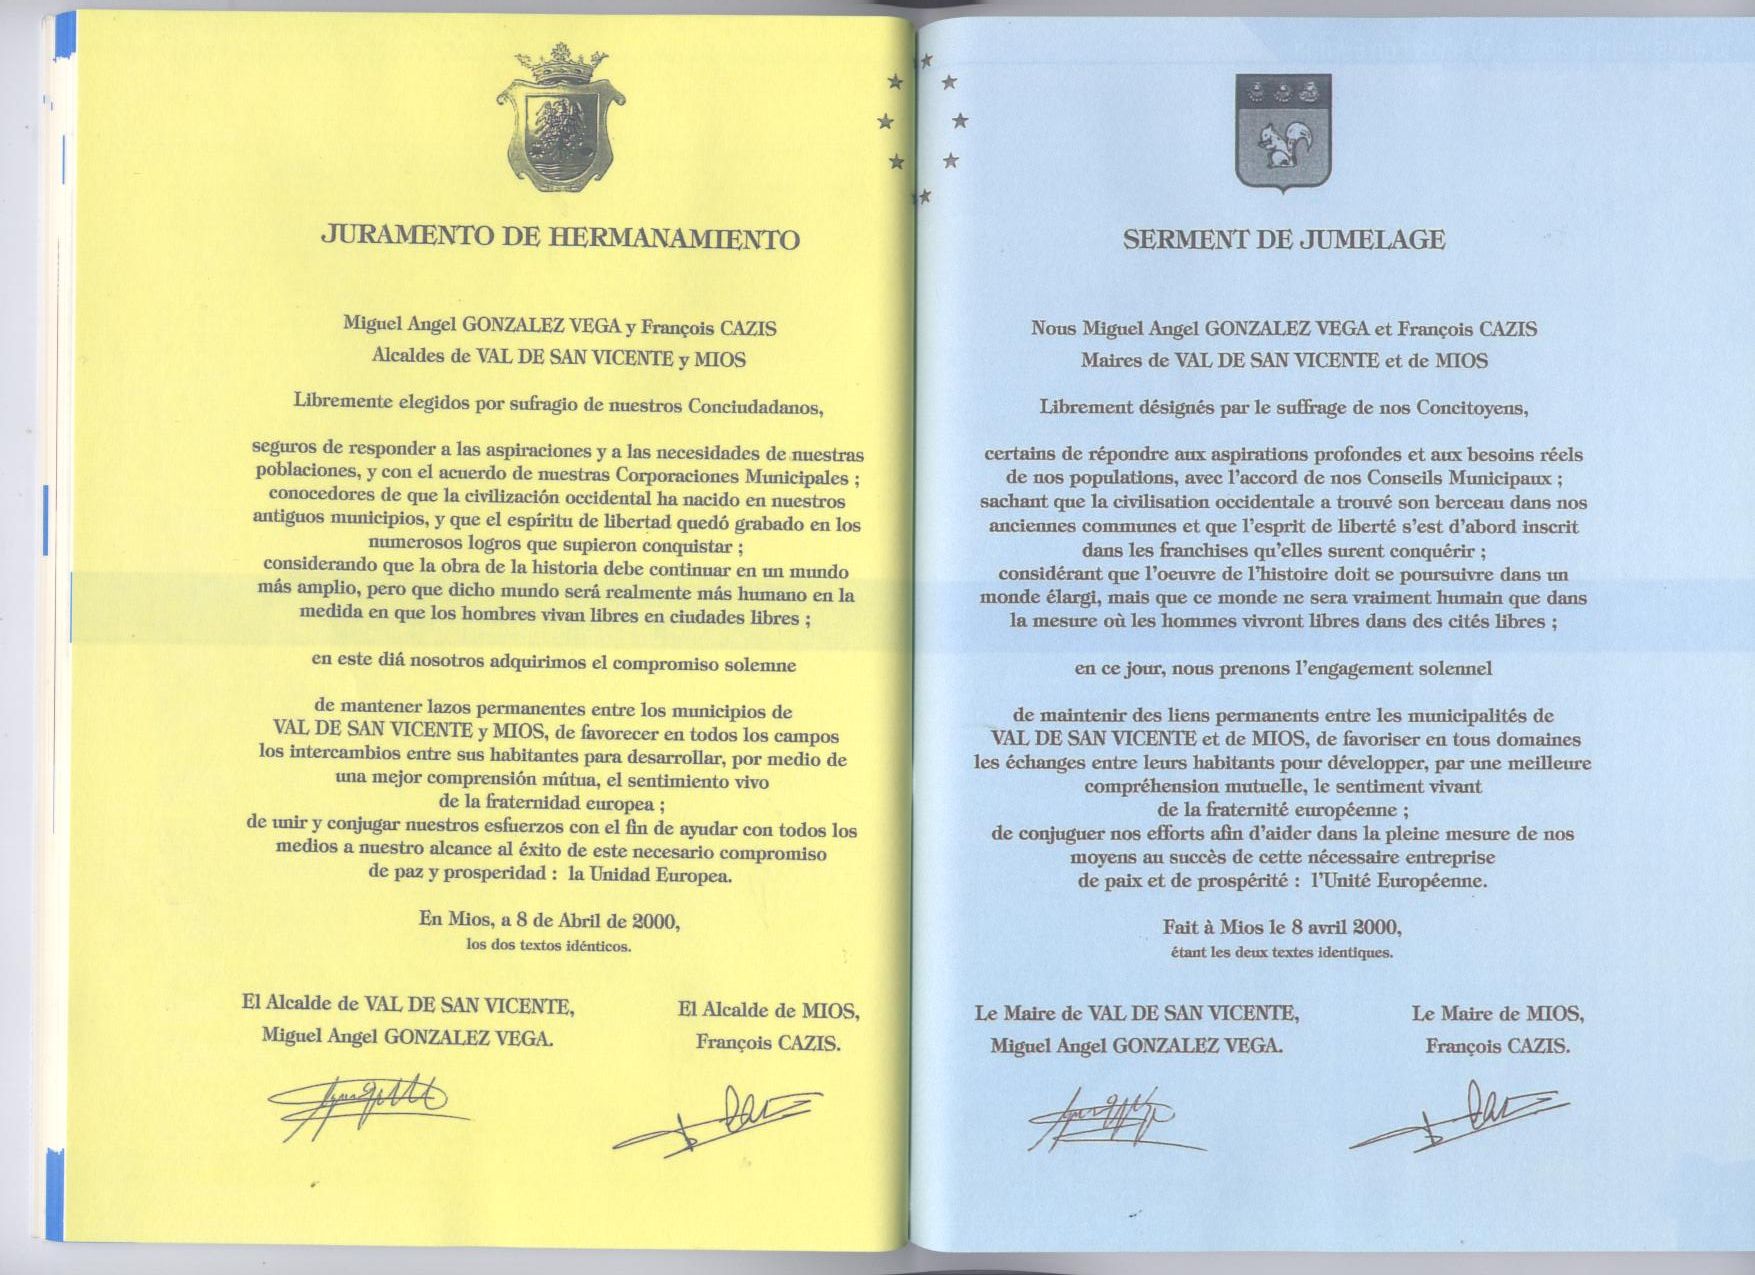 JURAMENTO DE HERMANAMIENTO
Miguel Angel GONZALEZ VEGA y François CAZIS
Alcaldes de VAL DE SAN VICENTE y MIOS
Libremente elegidos por sufragio de nuestros Conciudadanos,
seguros de responder a las aspiraciones y a las necesidades de nuestras
poblaciones, y con el acuerdo de nuestras Corporaciones Municipales ;
conocedores de que la civilización occidental ha nacido en nuestros
antiguos municipios, y que el espíritu de libertad quedó grabado en los
numerosos logros que supieron conquistar ;
considerando que la obra de la historia debe continuar en un mundo
más amplio, pero que dicho mundo será realmente más humano en la
medida en que los hombres vivan libres en ciudades libres ;
en este diá nosotros adquirimos el compromiso solemne
de mantener lazos permanentes entre los municipios de
VAL DE SAN VICENTE y MIOS, de favorecer en todos los campos
los intercambios entre sus habitantes para desarrollar, por medio de
una mejor comprensión mútua, el sentimiento vivo
de la fraternidad europea ;
de unir y conjugar nuestros esfuerzos con el fin de ayudar con todos los
medios a nuestro alcance al éxito de este necesario compromiso
de paz y prosperidad : la Unidad Europea.
En Mios, a 8 de Abril de 2000,
los dos textos idénticos.
El Alcalde de VAL DE SAN VICENTE,
Miguel Angel GONZALEZ VEGA.
El Alcalde de MIOS,
François CAZIS.
SERMENT DE JUMELAGE
Nous Miguel Angel GONZALEZ VEGA et François CAZIS
Maires de VAL DE SAN VICENTE et de MIOS
Librement désignés par le suffrage de nos Concitoyens,
certains de répondre aux aspirations profondes et aux besoins réels
de nos populations, avec l'accord de nos Conseils Municipaux ;
sachant que la civilisation occidentale a trouvé son berceau dans nos
anciennes communes et que l'esprit de liberté s'est d'abord inscrit
dans les franchises qu'elles surent conquérir ;
considérant que l'oeuvre de l'histoire doit se poursuivre dans un
monde élargi, mais que ce monde ne sera vraiment humain que dans
la mesure où les hommes vivront libres dans des cités libres ;
en ce jour, nous prenons l'engagement solennel
de maintenir des liens permanents entre les municipalités de
VAL DE SAN VICENTE et de MIOS, de favoriser en tous domaines
les échanges entre leurs habitants pour développer, par une meilleure
compréhension mutuelle, le sentiment vivant
de la fraternité européenne ;
de conjuguer nos efforts afin d'aider dans la pleine mesure de nos
moyens au succès de cette nécessaire entreprise
de paix et de prospérité : l'Unité Européenne.
Fait à Mios le 8 avril 2000,
étant les deux textes identiques.
Le Maire de VAL DE SAN VICENTE,
Miguel Angel GONZALEZ VEGA.
Le Maire de MIOS,
François CAZIS.